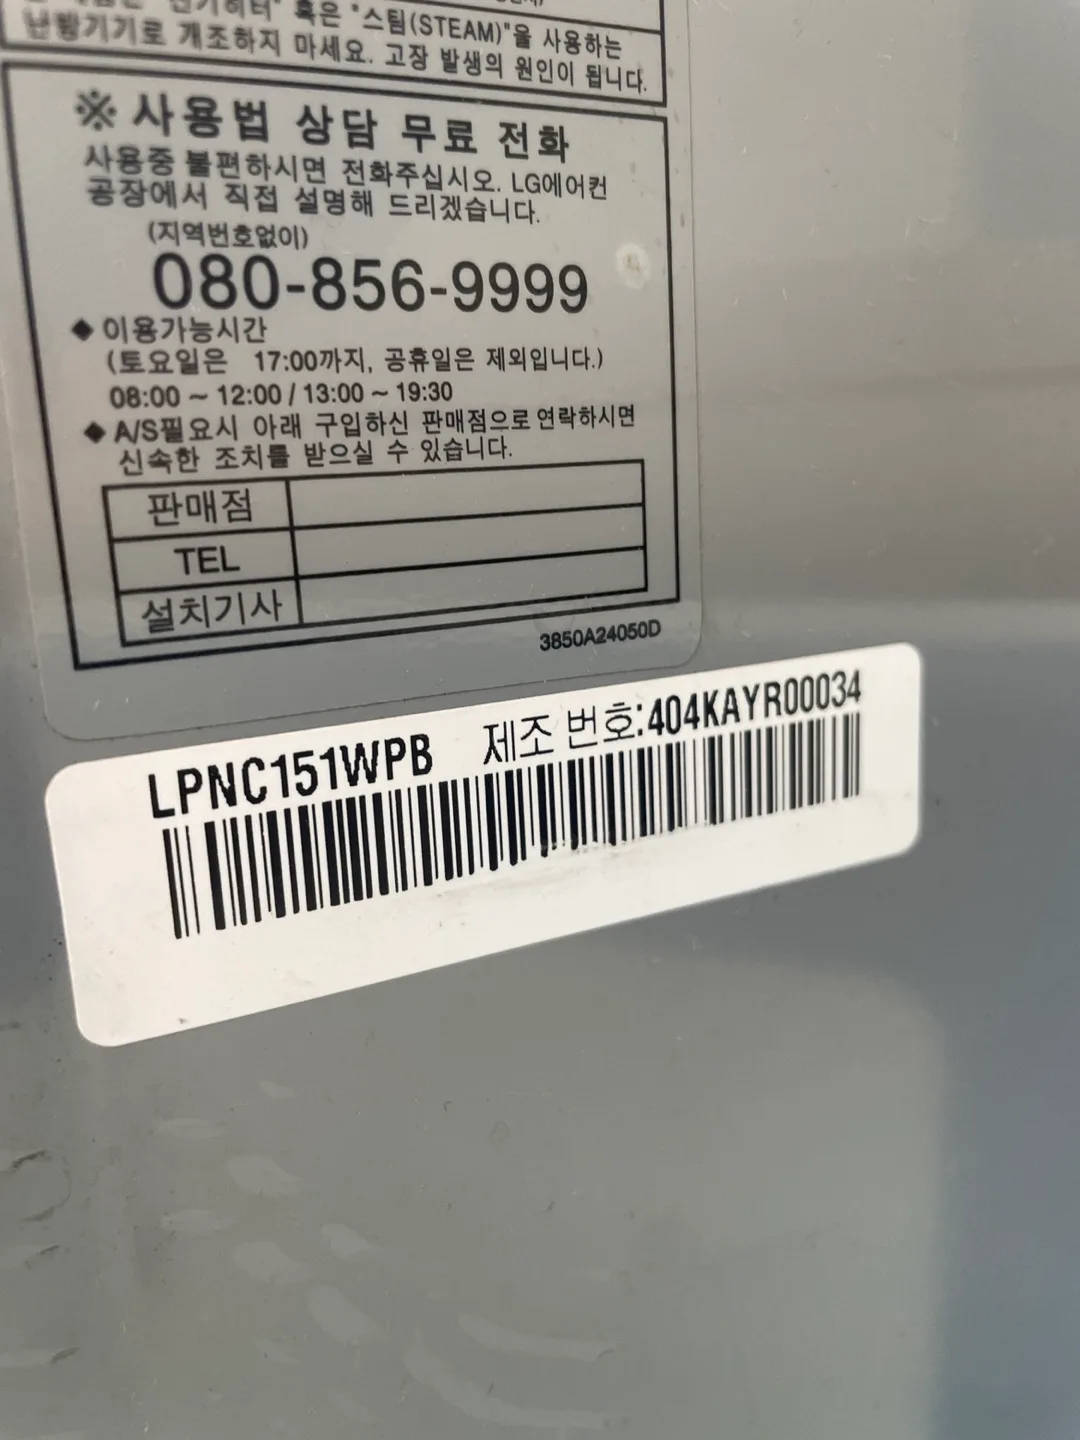 "전기히터" 혹은 "스팀(STEAM)"을 사용하는
난방기기로 개조하지 마세요. 고장 발생의 원인이 됩니다.
※ 사용법 상담 무료 전화
사용중 불편하시면 전화주십시오. LG에어컨
공장에서 직접 설명해 드리겠습니다.
(지역번호없이)
080-856-9999
◆ 이용가능시간
(토요일은 17:00까지, 공휴일은 제외입니다.)
08:00 ~ 12:00 / 13:00 ~ 19:30
◆ A/S필요시 아래 구입하신 판매점으로 연락하시면
신속한 조치를 받으실 수 있습니다.
판매점
TEL
설치기사
3850A24050D
LPNC151WPB 제조 번호:404KAYR00034